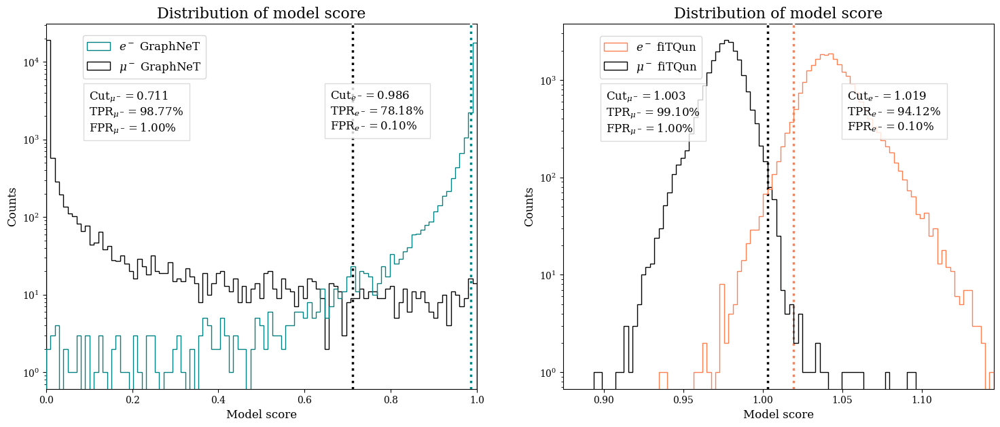 Distribution of model score
e⁻ GraphNeT
μ⁻ GraphNeT
Cut_μ⁻ = 0.711
TPR_μ⁻ = 98.77%
FPR_μ⁻ = 1.00%
Cut_e⁻ = 0.986
TPR_e⁻ = 78.18%
FPR_e⁻ = 0.10%
Counts
10⁴
10³
10²
10¹
10⁰
0.0 0.2 0.4 0.6 0.8 1.0
Model score
Distribution of model score
e⁻ fiTQun
μ⁻ fiTQun
Cut_μ⁻ = 1.003
TPR_μ⁻ = 99.10%
FPR_μ⁻ = 1.00%
Cut_e⁻ = 1.019
TPR_e⁻ = 94.12%
FPR_e⁻ = 0.10%
Counts
10³
10²
10¹
10⁰
0.90 0.95 1.00 1.05 1.10
Model score